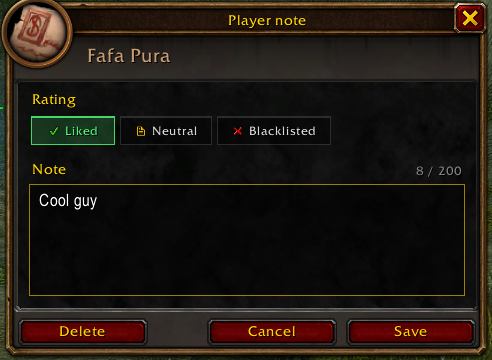 Player note
Fafa Pura
Rating
Liked
Neutral
Blacklisted
Note
8 / 200
Cool guy
Delete
Cancel
Save